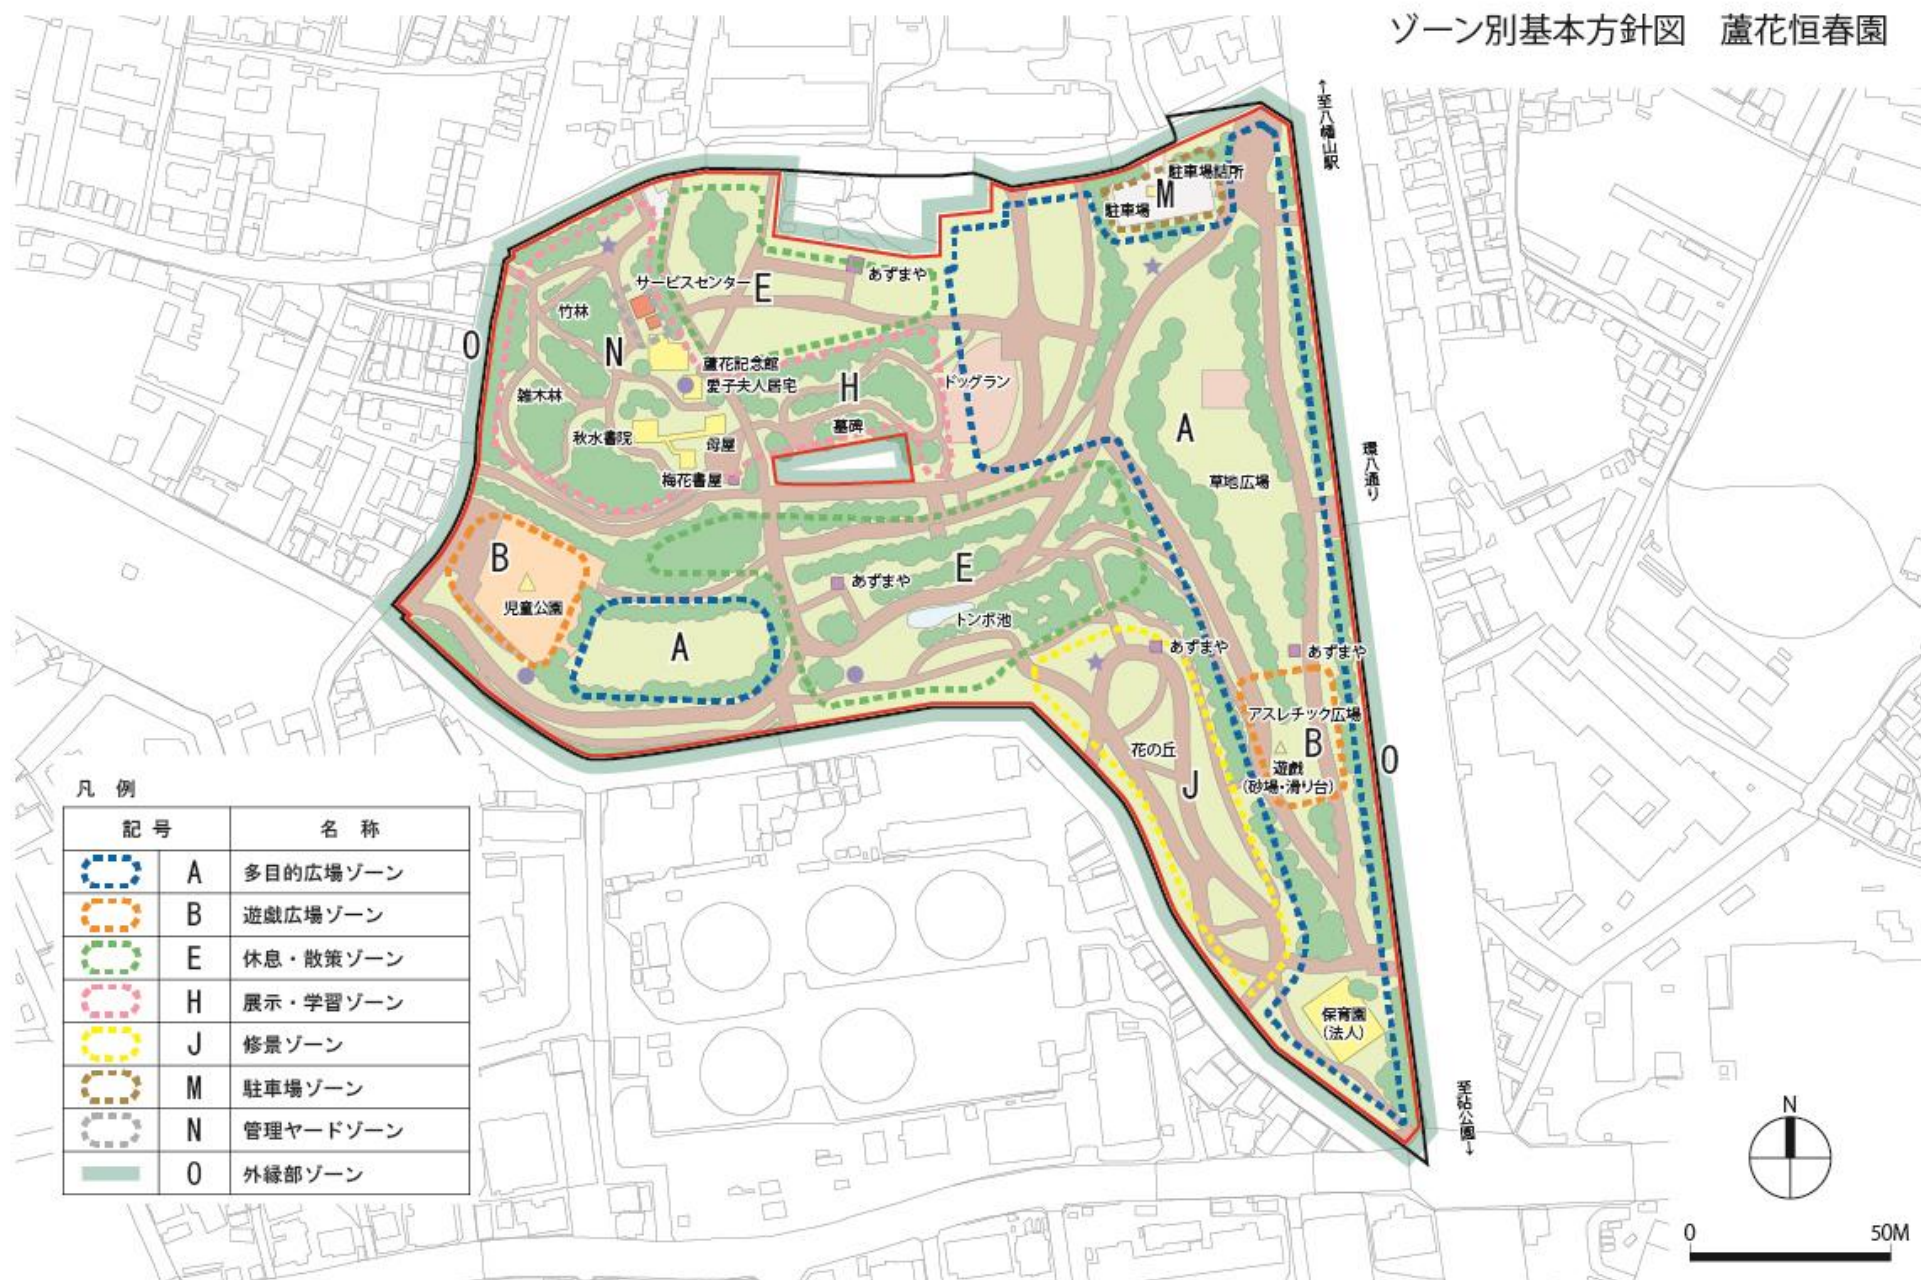 ゾーン別基本方針図　蘆花恒春園
↑至八幡山駅
駐車場詰所
M
駐車場
サービスセンター
E
あずまや
竹林
O
N
蘆花記念館
愛子夫人居宅
H
ドッグラン
雑木林
墓碑
A
秋水書院
母屋
梅花書屋
草地広場
環八通り
B
児童公園
E
あずまや
トンボ池
A
あずまや
あずまや
アスレチック広場
B
遊戯
(砂場・滑り台)
O
花の丘
J
保育園
(法人)
至砧公園↓
凡 例
記 号 名 称
A 多目的広場ゾーン
B 遊戯広場ゾーン
E 休息・散策ゾーン
H 展示・学習ゾーン
J 修景ゾーン
M 駐車場ゾーン
N 管理ヤードゾーン
O 外縁部ゾーン
N
0 50M